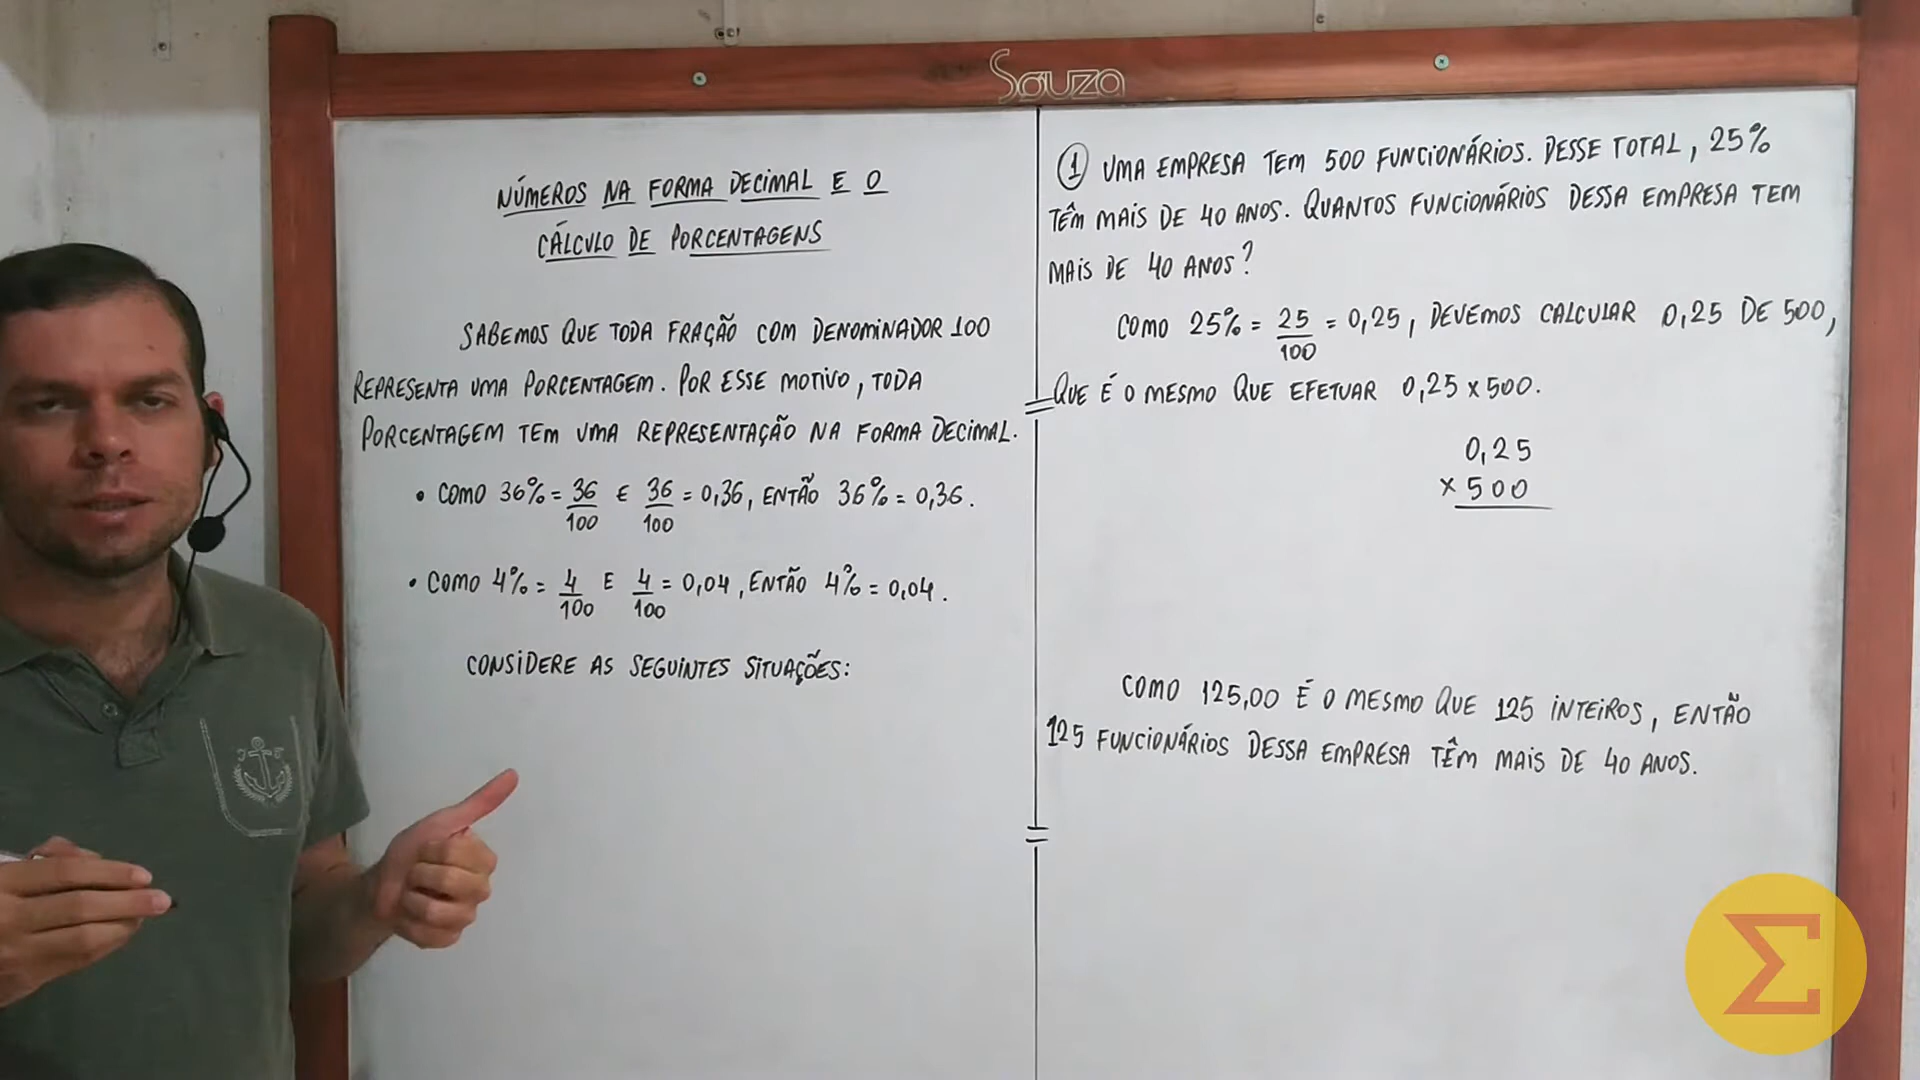 Souza
NÚMEROS NA FORMA DECIMAL E O
CÁLCULO DE PORCENTAGENS
SABEMOS QUE TODA FRAÇÃO COM DENOMINADOR 100
REPRESENTA UMA PORCENTAGEM. POR ESSE MOTIVO, TODA
PORCENTAGEM TEM UMA REPRESENTAÇÃO NA FORMA DECIMAL.
• COMO 36% = 36/100 E 36/100 = 0,36, ENTÃO 36% = 0,36.
• COMO 4% = 4/100 E 4/100 = 0,04, ENTÃO 4% = 0,04.
CONSIDERE AS SEGUINTES SITUAÇÕES:
① UMA EMPRESA TEM 500 FUNCIONÁRIOS. DESSE TOTAL, 25%
TÊM MAIS DE 40 ANOS. QUANTOS FUNCIONÁRIOS DESSA EMPRESA TEM
MAIS DE 40 ANOS?
COMO 25% = 25/100 = 0,25, DEVEMOS CALCULAR 0,25 DE 500,
QUE É O MESMO QUE EFETUAR 0,25 x 500.
0,25
x 500
COMO 125,00 É O MESMO QUE 125 INTEIROS, ENTÃO
125 FUNCIONÁRIOS DESSA EMPRESA TÊM MAIS DE 40 ANOS.
Σ